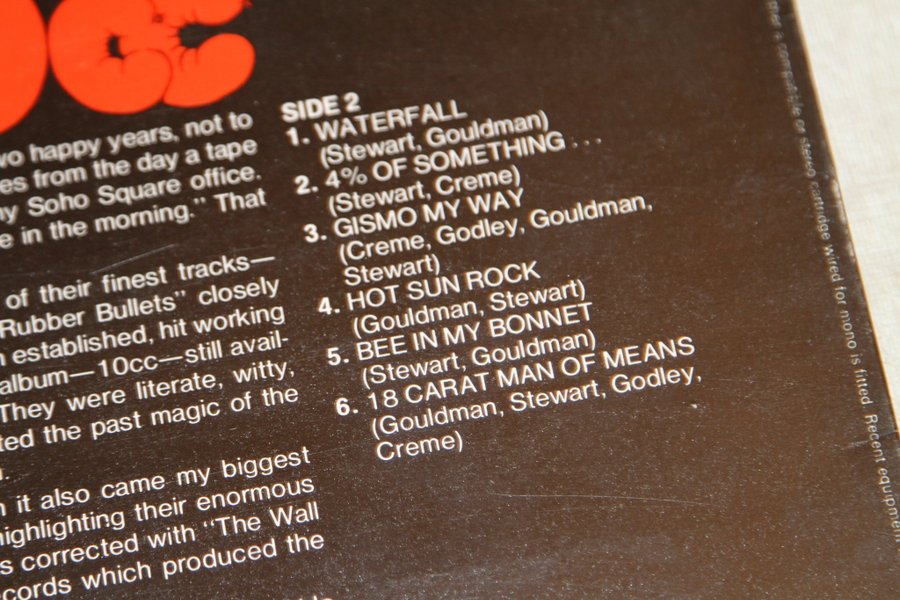 cc
wo happy years, not to
es from the day a tape
y Soho Square office.
e in the morning." That
of their finest tracks—
Rubber Bullets" closely
established, hit working
album—10cc—still avail-
They were literate, witty,
ted the past magic of the
it also came my biggest
highlighting their enormous
s corrected with "The Wall
cords which produced the
SIDE 2
1. WATERFALL
(Stewart, Gouldman)
2. 4% OF SOMETHING...
(Stewart, Creme)
3. GISMO MY WAY
(Creme, Godley, Gouldman,
Stewart)
4. HOT SUN ROCK
(Gouldman, Stewart)
5. BEE IN MY BONNET
(Stewart, Gouldman)
6. 18 CARAT MAN OF MEANS
(Gouldman, Stewart, Godley,
Creme)
her a compatible or stereo cartridge wired for mono is fitted. Recent equipmen